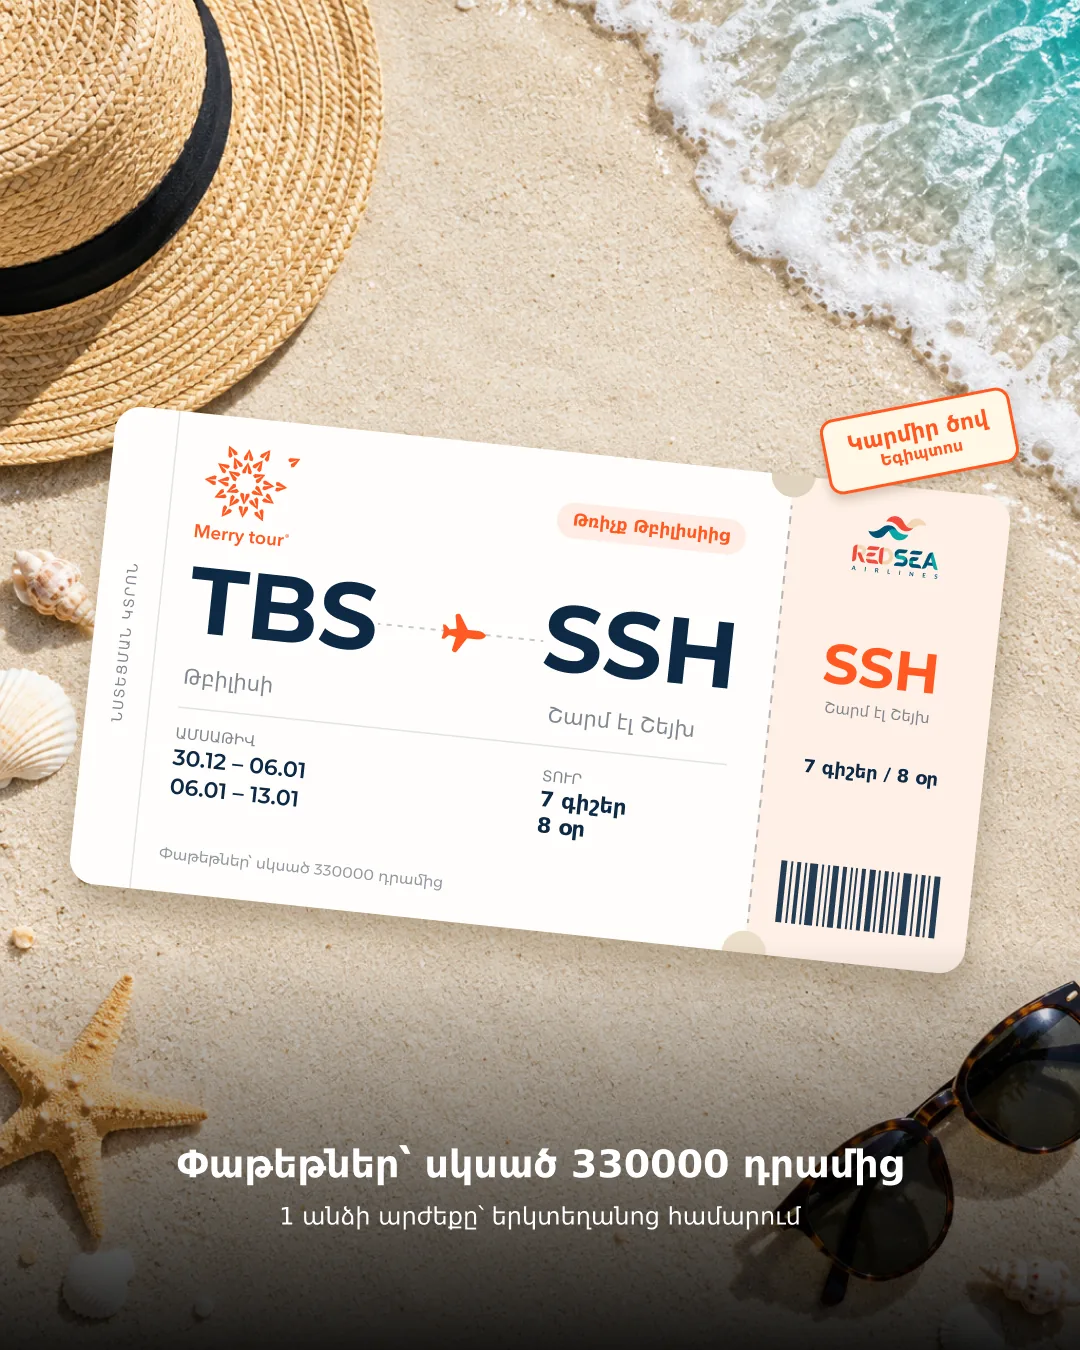 Կարմիր ծով
Եգիպտոս
Merry tour®
Թռիչք Թբիլիսիից
REDSEA
AIRLINES
ՆՍՏԵՑՄԱՆ ԿՏՐՈՆ
TBS
SSH
Թբիլիսի
Շարմ էլ Շեյխ
ԱՄՍԱԹԻՎ
30.12 – 06.01
06.01 – 13.01
ՏՈՒՐ
7 գիշեր
8 օր
Փաթեթներ՝ սկսած 330000 դրամից
SSH
Շարմ էլ Շեյխ
7 գիշեր / 8 օր
Փաթեթներ՝ սկսած 330000 դրամից
1 անձի արժեքը՝ երկտեղանոց համարում